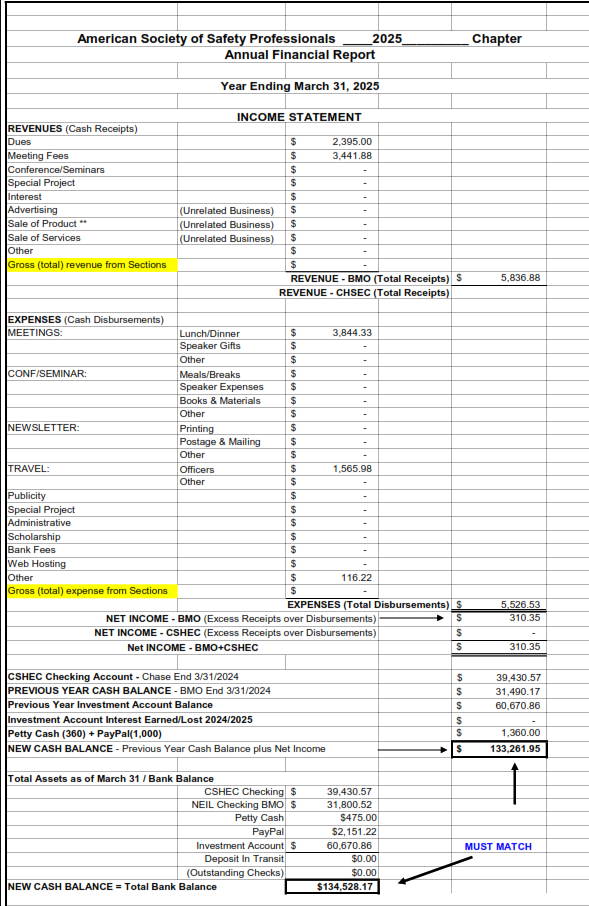 American Society of Safety Professionals ____2025_________ Chapter
Annual Financial Report
Year Ending March 31, 2025
INCOME STATEMENT
REVENUES (Cash Receipts)
Dues $ 2,395.00
Meeting Fees $ 3,441.88
Conference/Seminars $ -
Special Project $ -
Interest $ -
Advertising (Unrelated Business) $ -
Sale of Product ** (Unrelated Business) $ -
Sale of Services (Unrelated Business) $ -
Other $ -
Gross (total) revenue from Sections $ -
REVENUE - BMO (Total Receipts) $ 5,836.88
REVENUE - CHSEC (Total Receipts)
EXPENSES (Cash Disbursements)
MEETINGS: Lunch/Dinner $ 3,844.33
Speaker Gifts $ -
Other $ -
CONF/SEMINAR: Meals/Breaks $ -
Speaker Expenses $ -
Books & Materials $ -
Other $ -
NEWSLETTER: Printing $ -
Postage & Mailing $ -
Other $ -
TRAVEL: Officers $ 1,565.98
Other $ -
Publicity $ -
Special Project $ -
Administrative $ -
Scholarship $ -
Bank Fees $ -
Web Hosting $ -
Other $ 116.22
Gross (total) expense from Sections $ -
EXPENSES (Total Disbursements) $ 5,526.53
NET INCOME - BMO (Excess Receipts over Disbursements) $ 310.35
NET INCOME - CSHEC (Excess Receipts over Disbursements) $ -
Net INCOME - BMO+CSHEC $ 310.35
CSHEC Checking Account - Chase End 3/31/2024 $ 39,430.57
PREVIOUS YEAR CASH BALANCE - BMO End 3/31/2024 $ 31,490.17
Previous Year Investment Account Balance $ 60,670.86
Investment Account Interest Earned/Lost 2024/2025 $ -
Petty Cash (360) + PayPal(1,000) $ 1,360.00
NEW CASH BALANCE - Previous Year Cash Balance plus Net Income $ 133,261.95
Total Assets as of March 31 / Bank Balance
CSHEC Checking $ 39,430.57
NEIL Checking BMO $ 31,800.52
Petty Cash $475.00
PayPal $2,151.22
Investment Account $ 60,670.86
MUST MATCH
Deposit In Transit $0.00
(Outstanding Checks) $0.00
NEW CASH BALANCE = Total Bank Balance $134,528.17